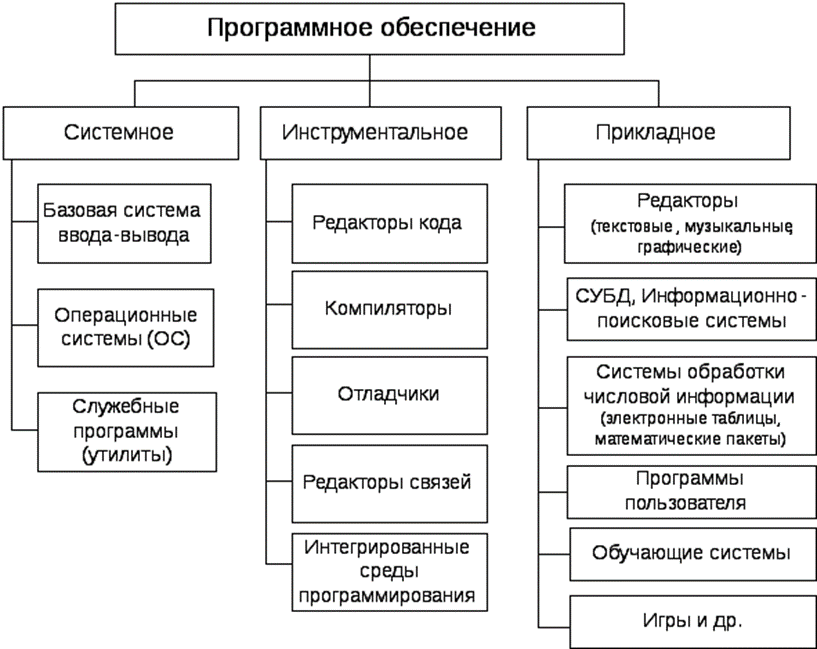 Программное обеспечение
Системное
Инструментальное
Прикладное
Базовая система
ввода-вывода
Операционные
системы (ОС)
Служебные
программы
(утилиты)
Редакторы кода
Компиляторы
Отладчики
Редакторы связей
Интегрированные
среды
программирования
Редакторы
(текстовые , музыкальные,
графические)
СУБД, Информационно -
поисковые системы
Системы обработки
числовой информации
(электронные таблицы,
математические пакеты)
Программы
пользователя
Обучающие системы
Игры и др.